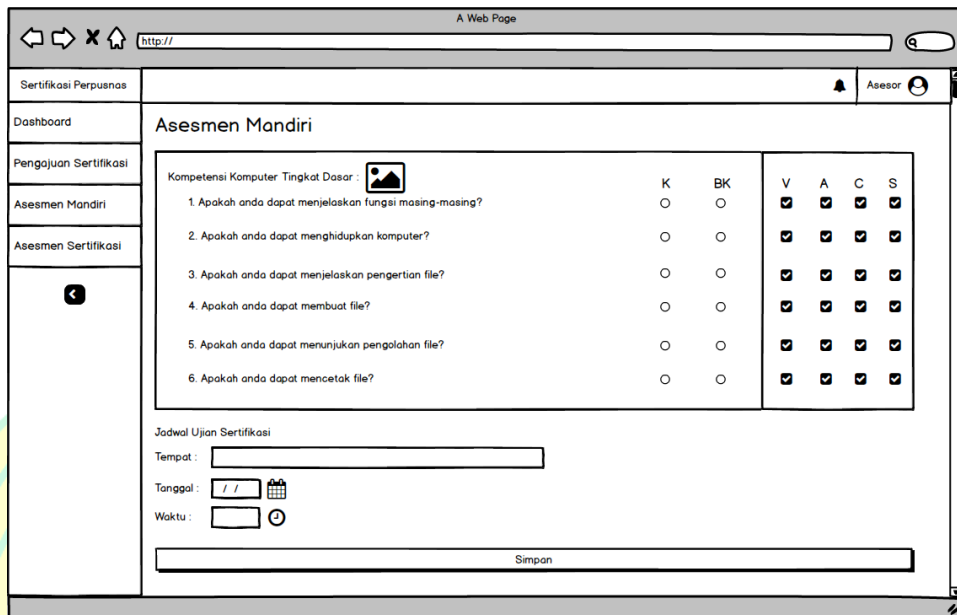 A Web Page
http://
Sertifikasi Perpusnas
Asesor
Dashboard
Pengajuan Sertifikasi
Asesmen Mandiri
Asesmen Sertifikasi
Asesmen Mandiri
Kompetensi Komputer Tingkat Dasar :
K BK V A C S
1. Apakah anda dapat menjelaskan fungsi masing-masing?
2. Apakah anda dapat menghidupkan komputer?
3. Apakah anda dapat menjelaskan pengertian file?
4. Apakah anda dapat membuat file?
5. Apakah anda dapat menunjukan pengolahan file?
6. Apakah anda dapat mencetak file?
Jadwal Ujian Sertifikasi
Tempat :
Tanggal : / /
Waktu :
Simpan